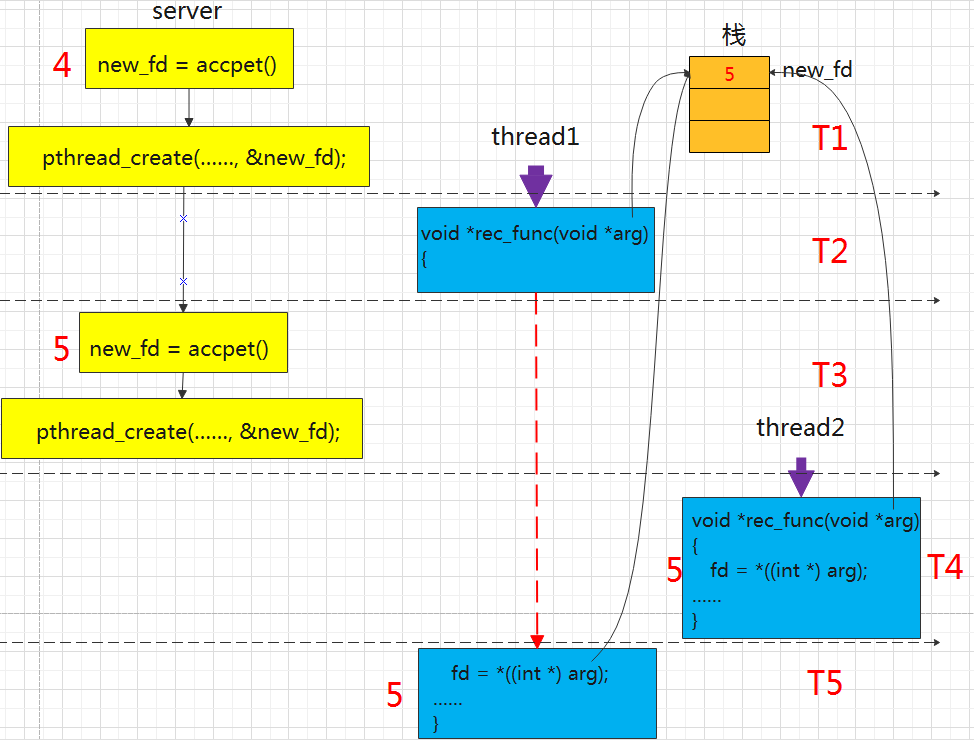 server
4
new_fd = accpet()
栈
5
new_fd
pthread_create(......, &new_fd);
thread1
T1
void *rec_func(void *arg)
{
T2
5
new_fd = accpet()
T3
pthread_create(......, &new_fd);
thread2
void *rec_func(void *arg)
{
5
fd = *((int *) arg);
......
}
T4
5
fd = *((int *) arg);
......
}
T5